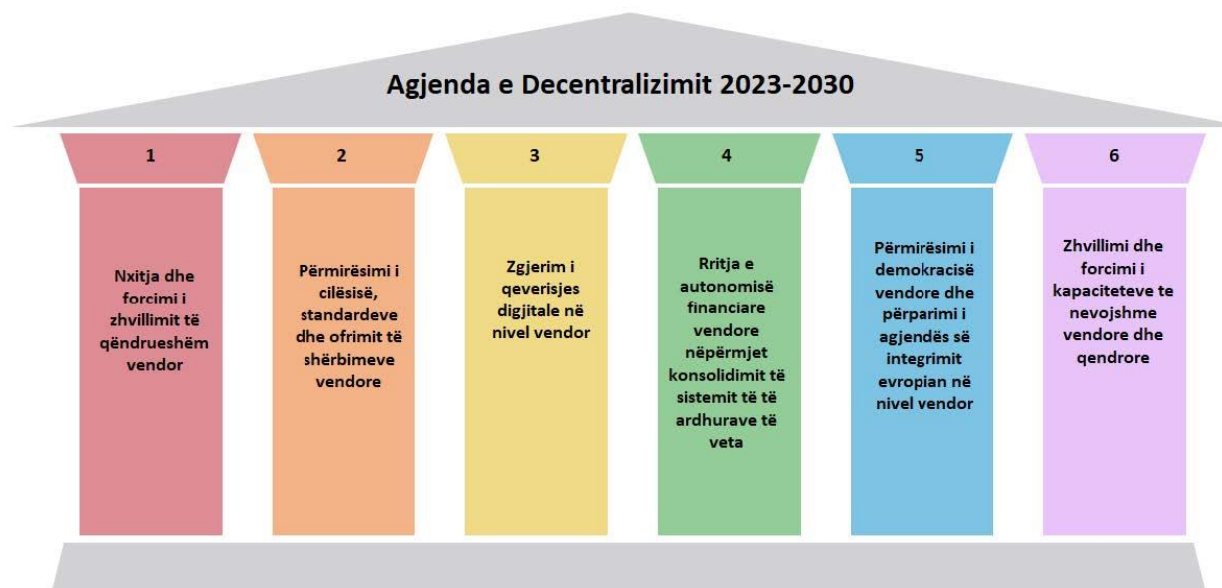 Agjenda e Decentralizimit 2023-2030
1
Nxitja dhe
forcimi i
zhvillimit të
qëndrueshëm
vendor
2
Përmirësimi i
cilësisë,
standardeve
dhe ofrimit të
shërbimeve
vendore
3
Zgjerim i
qeverisjes
digjitale në
nivel vendor
4
Rritja e
autonomisë
financiare
vendore
nëpërmjet
konsolidimit të
sistemit të të
ardhurave të
veta
5
Përmirësimi i
demokracisë
vendore dhe
përparimi i
agjendës së
integrimit
evropian në
nivel vendor
6
Zhvillimi dhe
forcimi i
kapaciteteve te
nevojshme
vendore dhe
qendrore